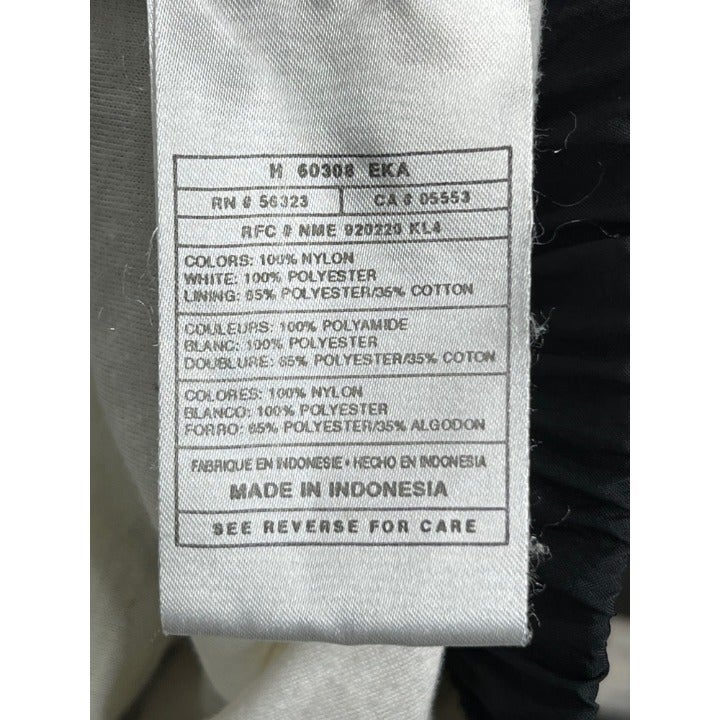 H 60308 EKA
RN # 56323
CA # 05553
RFC # NME 920220 KL4
COLORS: 100% NYLON
WHITE: 100% POLYESTER
LINING: 65% POLYESTER/35% COTTON
COULEURS: 100% POLYAMIDE
BLANC: 100% POLYESTER
DOUBLURE: 65% POLYESTER/35% COTON
COLORES: 100% NYLON
BLANCO: 100% POLYESTER
FORRO: 65% POLYESTER/35% ALGODON
FABRIQUE EN INDONESIE • HECHO EN INDONESIA
MADE IN INDONESIA
SEE REVERSE FOR CARE